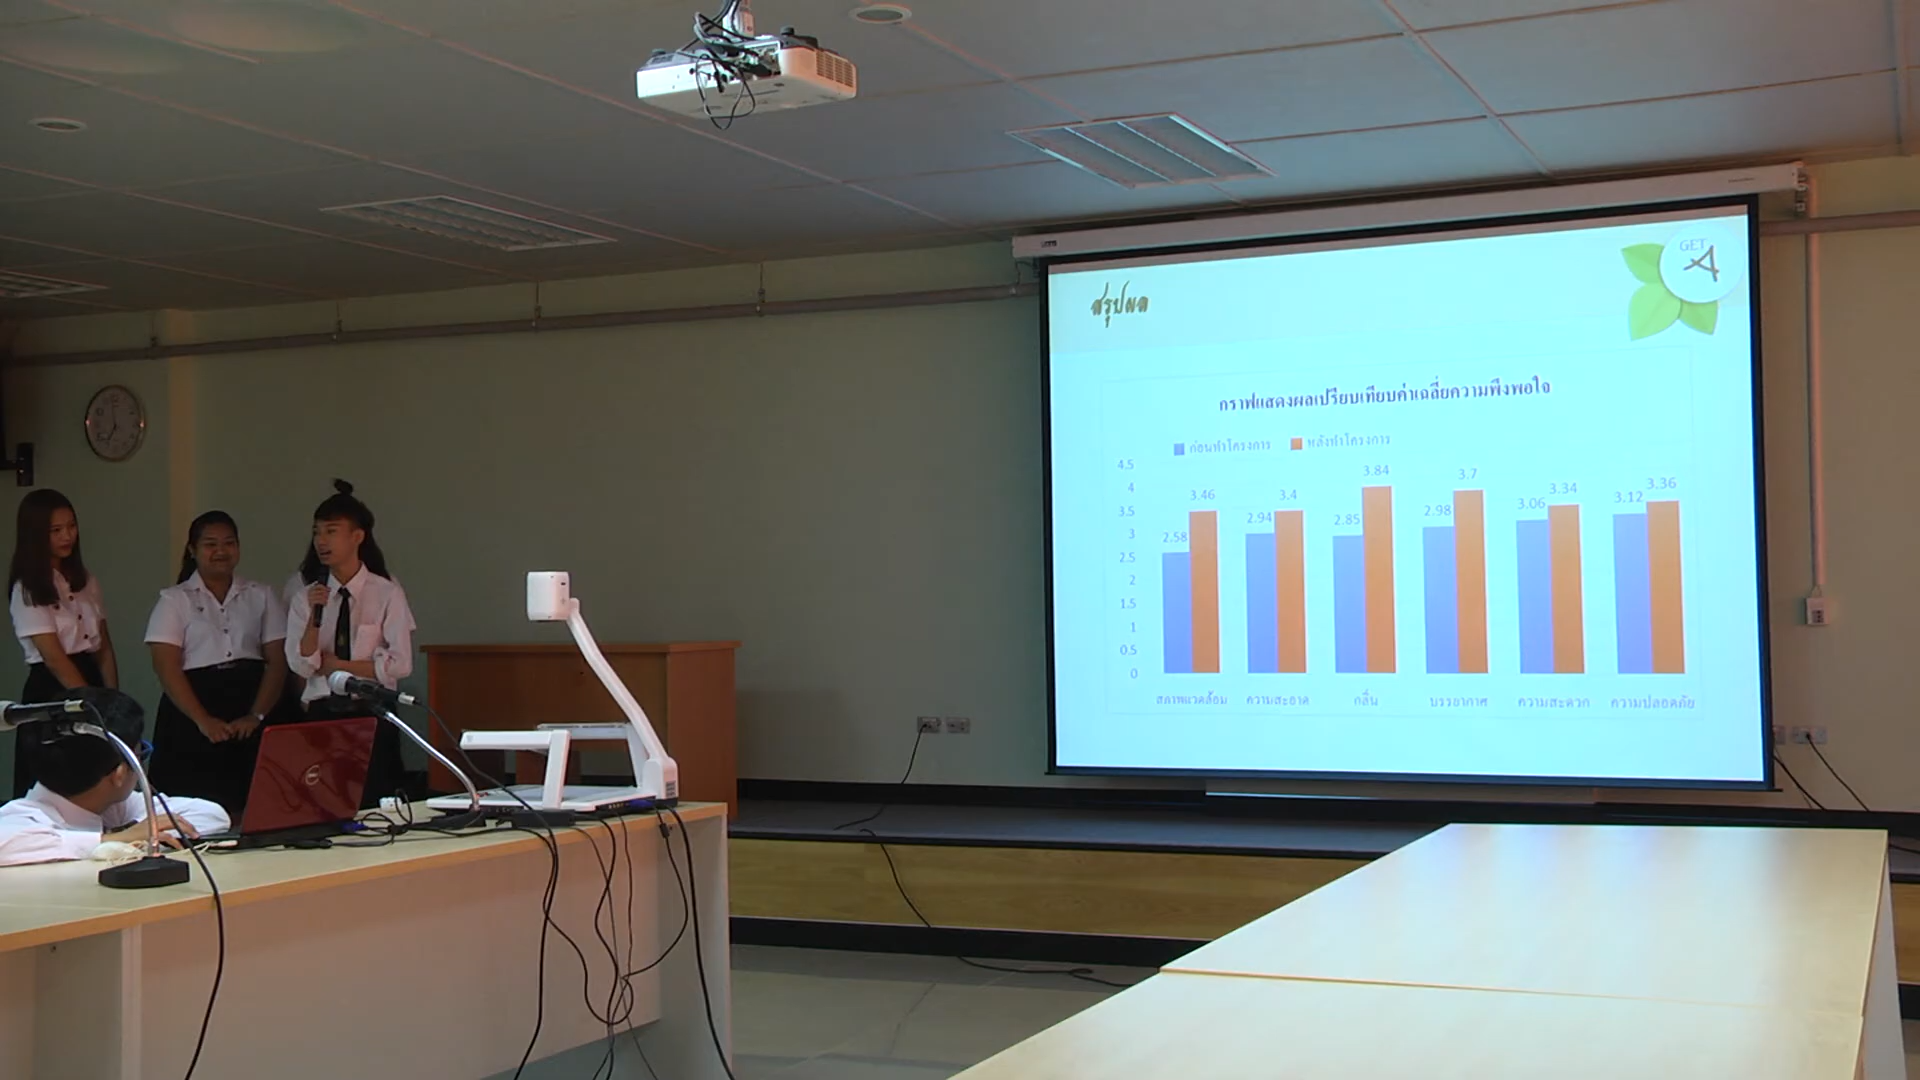 GET
A
สรุปผล
กราฟแสดงผลเปรียบเทียบค่าเฉลี่ยความพึงพอใจ
ก่อนทำโครงการ หลังทำโครงการ
4.5
4
3.5
3
2.5
2
1.5
1
0.5
0
2.58 3.46 2.94 3.4 2.85 3.84 2.98 3.7 3.06 3.34 3.12 3.36
สภาพแวดล้อม ความสะอาด กลิ่น บรรยากาศ ความสะดวก ความปลอดภัย
DELL